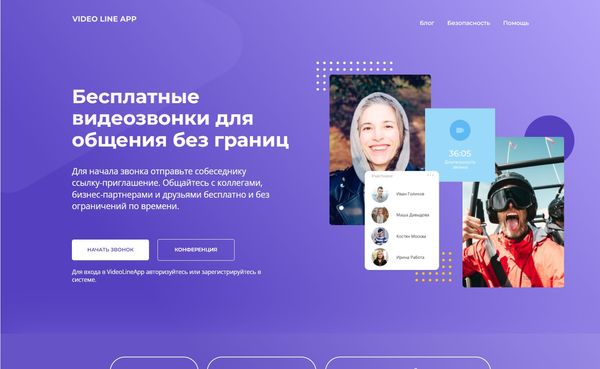 VIDEO LINE APP
Блог
Безопасность
Помощь
Бесплатные
видеозвонки для
общения без границ
Для начала звонка отправьте собеседнику
ссылку-приглашение. Общайтесь с коллегами,
бизнес-партнерами и друзьями бесплатно и без
ограничений по времени.
НАЧАТЬ ЗВОНОК
КОНФЕРЕНЦИЯ
Для входа в VideoLineApp авторизуйтесь или зарегистрируйтесь в
системе.
36:05
Длительность
звонка
Участники
Иван Голиков
Маша Давыдова
Костян Москва
Ирина Работа